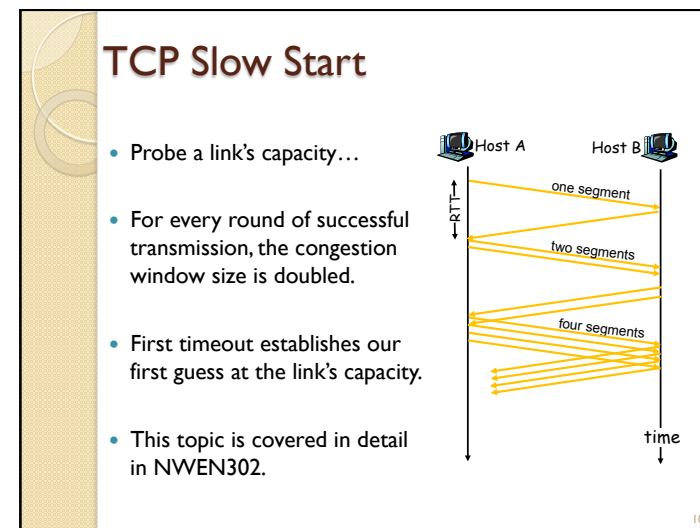 TCP Slow Start
• Probe a link's capacity…
• For every round of successful
transmission, the congestion
window size is doubled.
• First timeout establishes our
first guess at the link's capacity.
• This topic is covered in detail
in NWEN302.
Host A
Host B
RTT
one segment
two segments
four segments
time